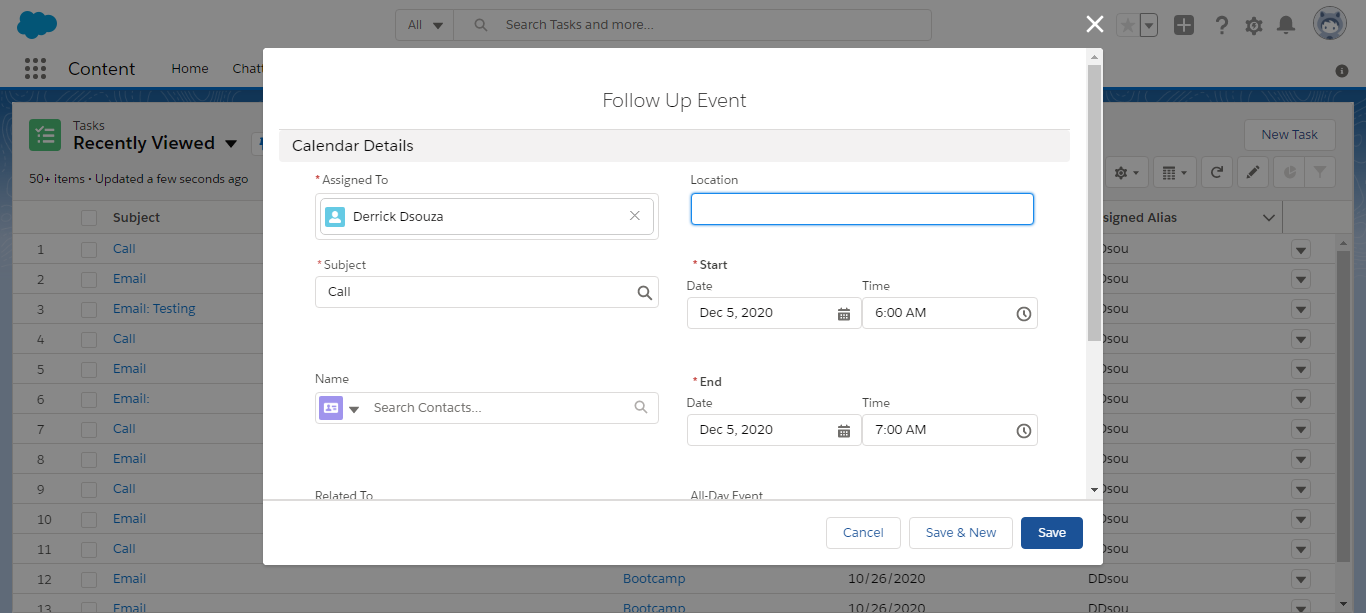 All
Search Tasks and more...
Content
Home
Chatt
Tasks
Recently Viewed
New Task
50+ items • Updated a few seconds ago
Subject
signed Alias
1 Call DDsou
2 Email DDsou
3 Email: Testing DDsou
4 Call DDsou
5 Email DDsou
6 Email: DDsou
7 Call DDsou
8 Email DDsou
9 Call DDsou
10 Email DDsou
11 Call DDsou
12 Email Bootcamp 10/26/2020 DDsou
13 Email Bootcamp 10/26/2020 DDsou
Follow Up Event
Calendar Details
*Assigned To
Derrick Dsouza
Location
*Subject
Call
*Start
Date Time
Dec 5, 2020 6:00 AM
Name
Search Contacts...
*End
Date Time
Dec 5, 2020 7:00 AM
Related To
All-Day Event
Cancel
Save & New
Save